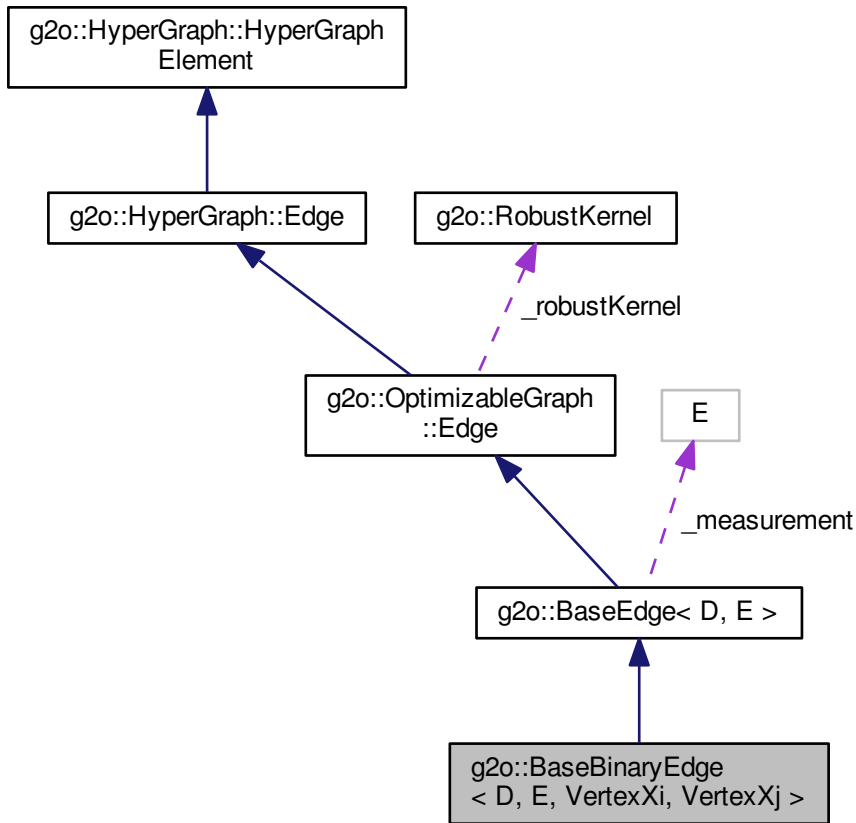 g2o::HyperGraph::HyperGraph
Element
g2o::HyperGraph::Edge
g2o::RobustKernel
_robustKernel
g2o::OptimizableGraph
::Edge
E
_measurement
g2o::BaseEdge< D, E >
g2o::BaseBinaryEdge
< D, E, VertexXi, VertexXj >